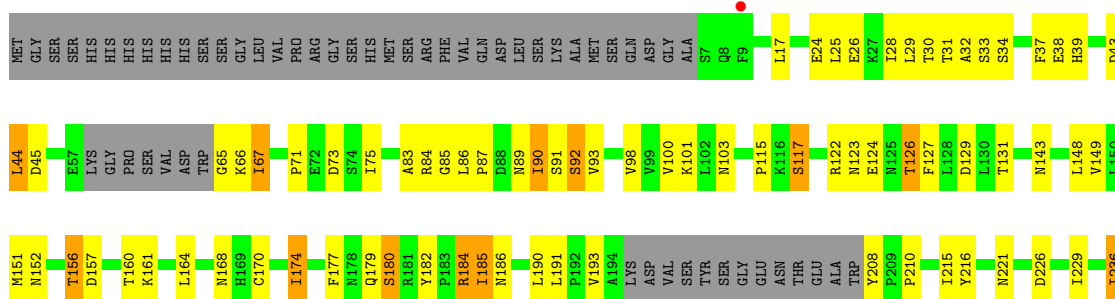 MET GLY SER SER HIS HIS HIS HIS HIS HIS SER SER GLY LEU VAL PRO ARG GLY SER HIS MET SER ARG PHE VAL GLN ASP LEU SER LYS ALA MET SER GLN ASP GLY ALA S7 Q8 F9 L17 E24 L25 E26 K27 I28 L29 T30 T31 A32 S33 S34 F37 E38 H39
L44 D45 E57 LYS GLY PRO SER VAL ASP TRP G65 K66 I67 P71 E72 D73 S74 I75 A83 R84 G85 L86 P87 D88 N89 I90 S91 S92 V93 V98 V99 V100 K101 L102 N103 P115 K116 S117 R122 N123 E124 N125 T126 F127 L128 D129 L130 T131 N143 L148 V149 L150
M151 N152 T156 D157 T160 K161 L164 N168 H169 C170 I174 F177 N178 Q179 S180 R181 Y182 P183 R184 I185 N186 L190 L191 P192 V193 A194 LYS ASP VAL SER TYR SER GLY GLU ASN THR GLU ALA TRP Y208 P209 P210 I215 Y216 N221 D226 I229